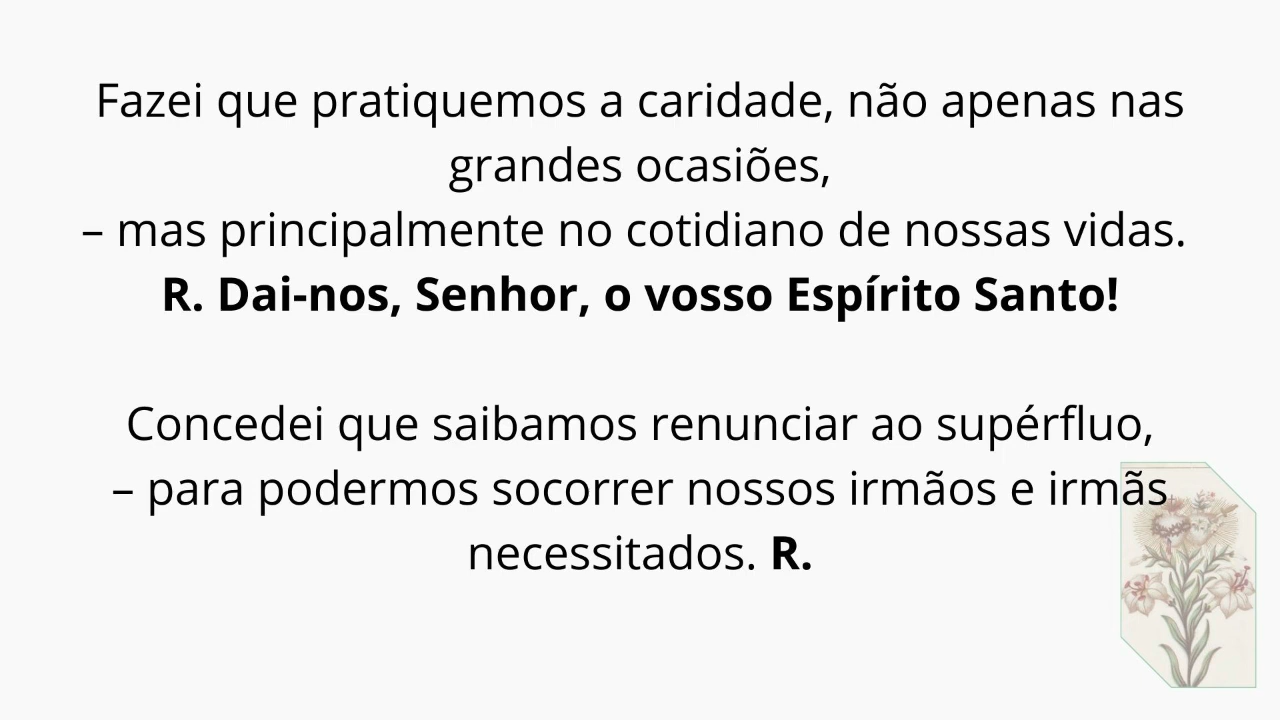 Fazei que pratiquemos a caridade, não apenas nas
grandes ocasiões,
– mas principalmente no cotidiano de nossas vidas.
R. Dai-nos, Senhor, o vosso Espírito Santo!
Concedei que saibamos renunciar ao supérfluo,
– para podermos socorrer nossos irmãos e irmãs
necessitados. R.